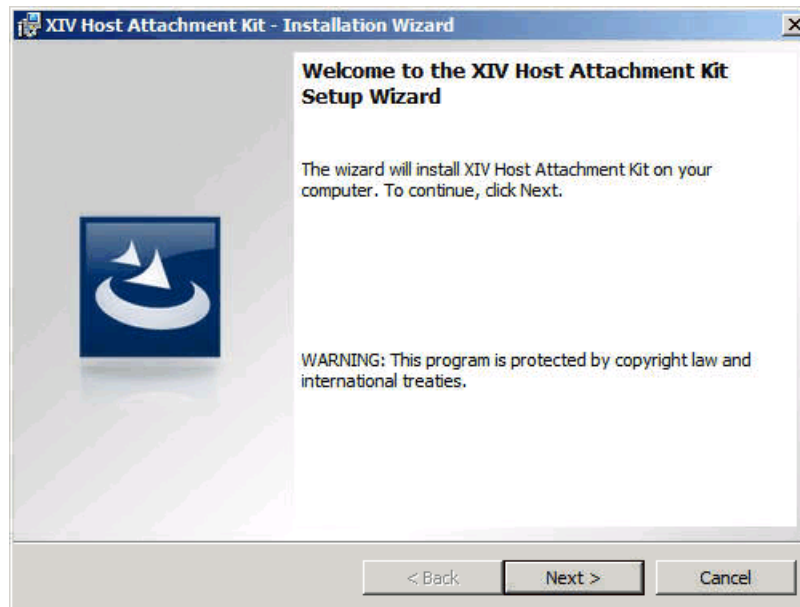 XIV Host Attachment Kit - Installation Wizard
Welcome to the XIV Host Attachment Kit
Setup Wizard
The wizard will install XIV Host Attachment Kit on your
computer. To continue, click Next.
WARNING: This program is protected by copyright law and
international treaties.
< Back
Next >
Cancel